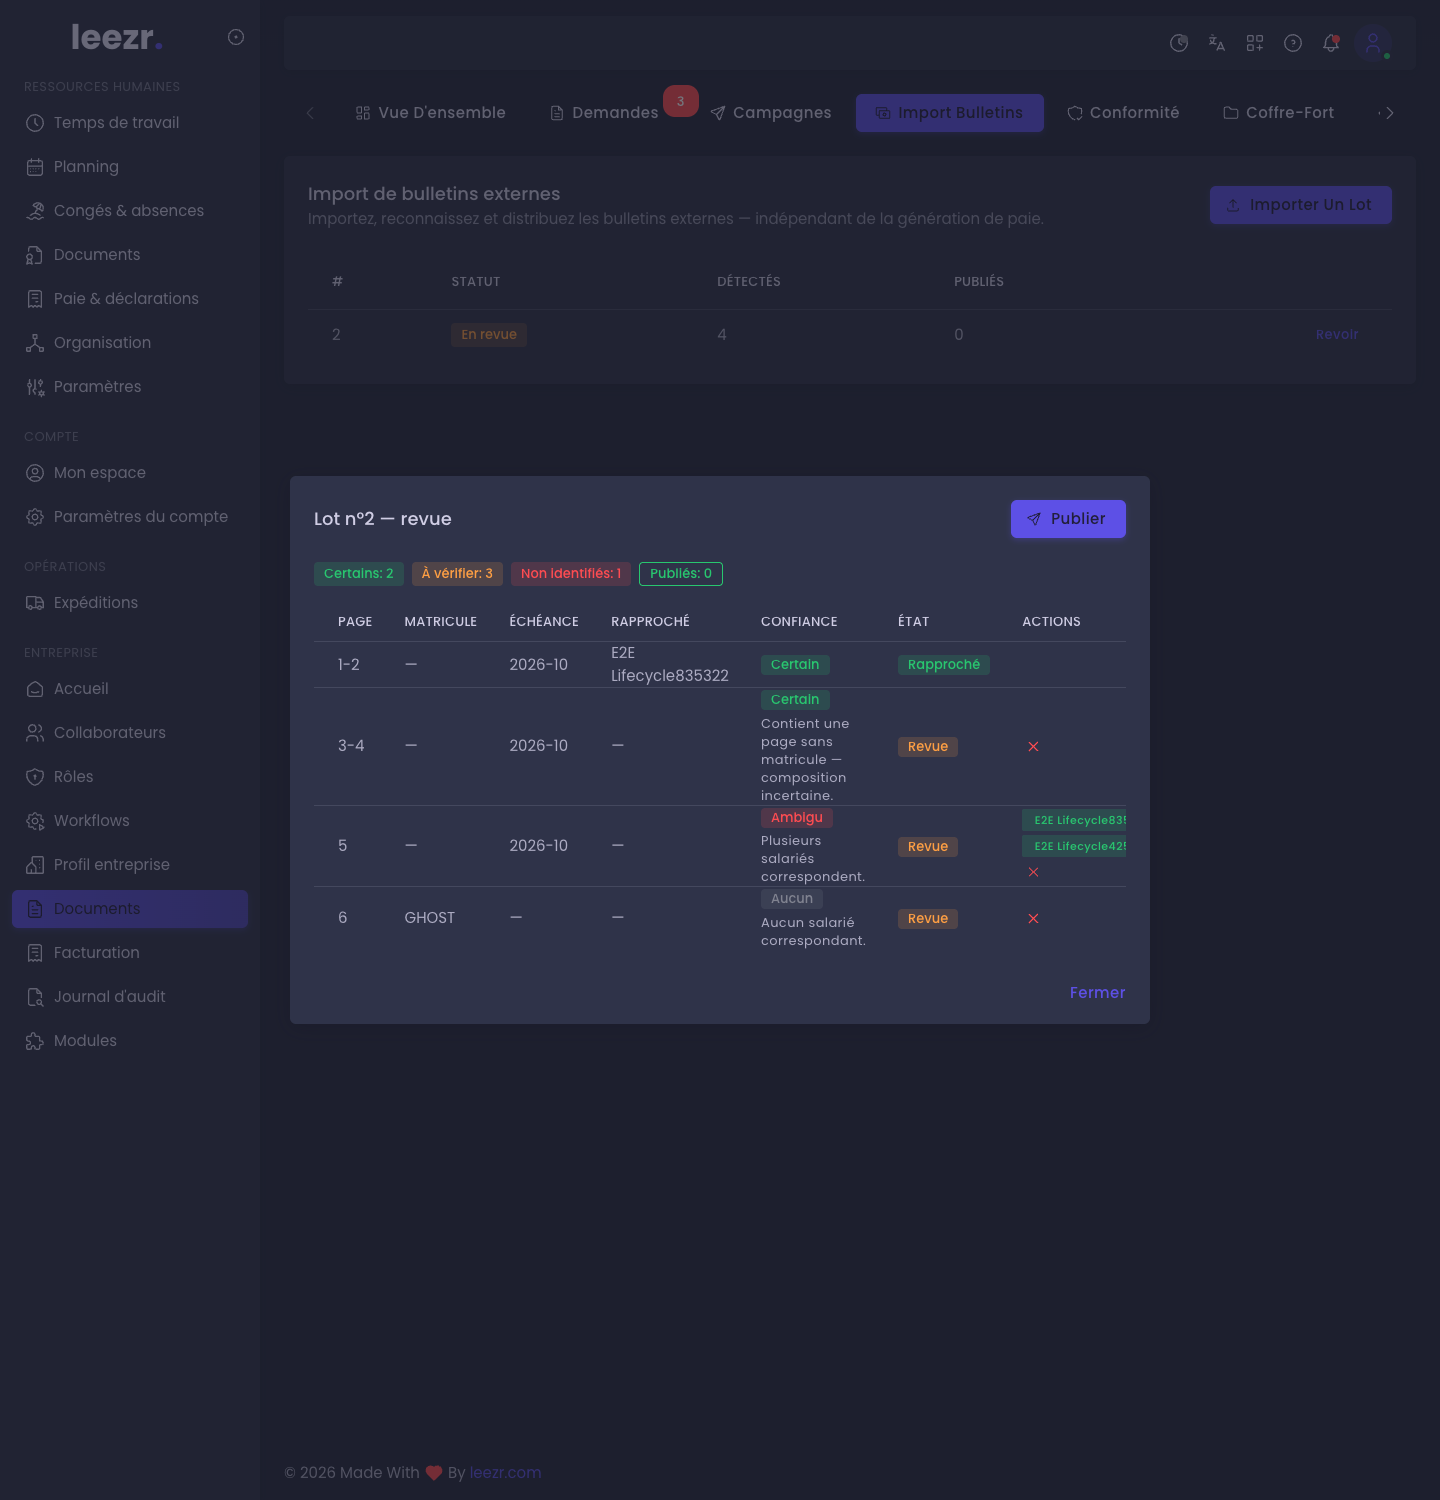 leezr.
RESSOURCES HUMAINES
Temps de travail
Planning
Congés & absences
Documents
Paie & déclarations
Organisation
Paramètres
COMPTE
Mon espace
Paramètres du compte
OPÉRATIONS
Expéditions
ENTREPRISE
Accueil
Collaborateurs
Rôles
Workflows
Profil entreprise
Documents
Facturation
Journal d'audit
Modules
Vue D'ensemble
Demandes
3
Campagnes
Import Bulletins
Conformité
Coffre-Fort
Import de bulletins externes
Importez, reconnaissez et distribuez les bulletins externes — indépendant de la génération de paie.
Importer Un Lot
# STATUT DÉTECTÉS PUBLIÉS
2 En revue 4 0 Revoir
Lot n°2 — revue
Publier
Certains: 2 À vérifier: 3 Non identifiés: 1 Publiés: 0
PAGE MATRICULE ÉCHÉANCE RAPPROCHÉ CONFIANCE ÉTAT ACTIONS
1-2 — 2026-10 E2E
Lifecycle835322
Certain Rapproché
3-4 — 2026-10 —
Certain
Contient une
page sans
matricule —
composition
incertaine.
Revue
5 — 2026-10 —
Ambigu
Plusieurs
salariés
correspondent.
Revue
E2E Lifecycle835
E2E Lifecycle425
6 GHOST — —
Aucun
Aucun salarié
correspondant.
Revue
Fermer
© 2026 Made With ❤ By leezr.com